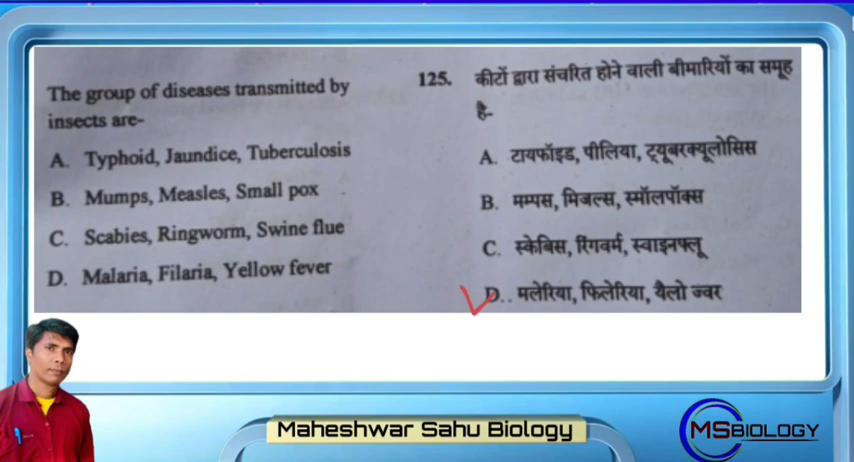 The group of diseases transmitted by
insects are-
A. Typhoid, Jaundice, Tuberculosis
B. Mumps, Measles, Small pox
C. Scabies, Ringworm, Swine flue
D. Malaria, Filaria, Yellow fever
125. कीटों द्वारा संचरित होने वाली बीमारियों का समूह
है-
A. टायफॉइड, पीलिया, ट्यूबरक्यूलोसिस
B. मम्पस, मिजल्स, स्मॉलपॉक्स
C. स्केबिस, रिंगवर्म, स्वाइनफ्लू
D. . मलेरिया, फिलेरिया, यैलो ज्वर
Maheshwar Sahu Biology
MSBIOLOGY